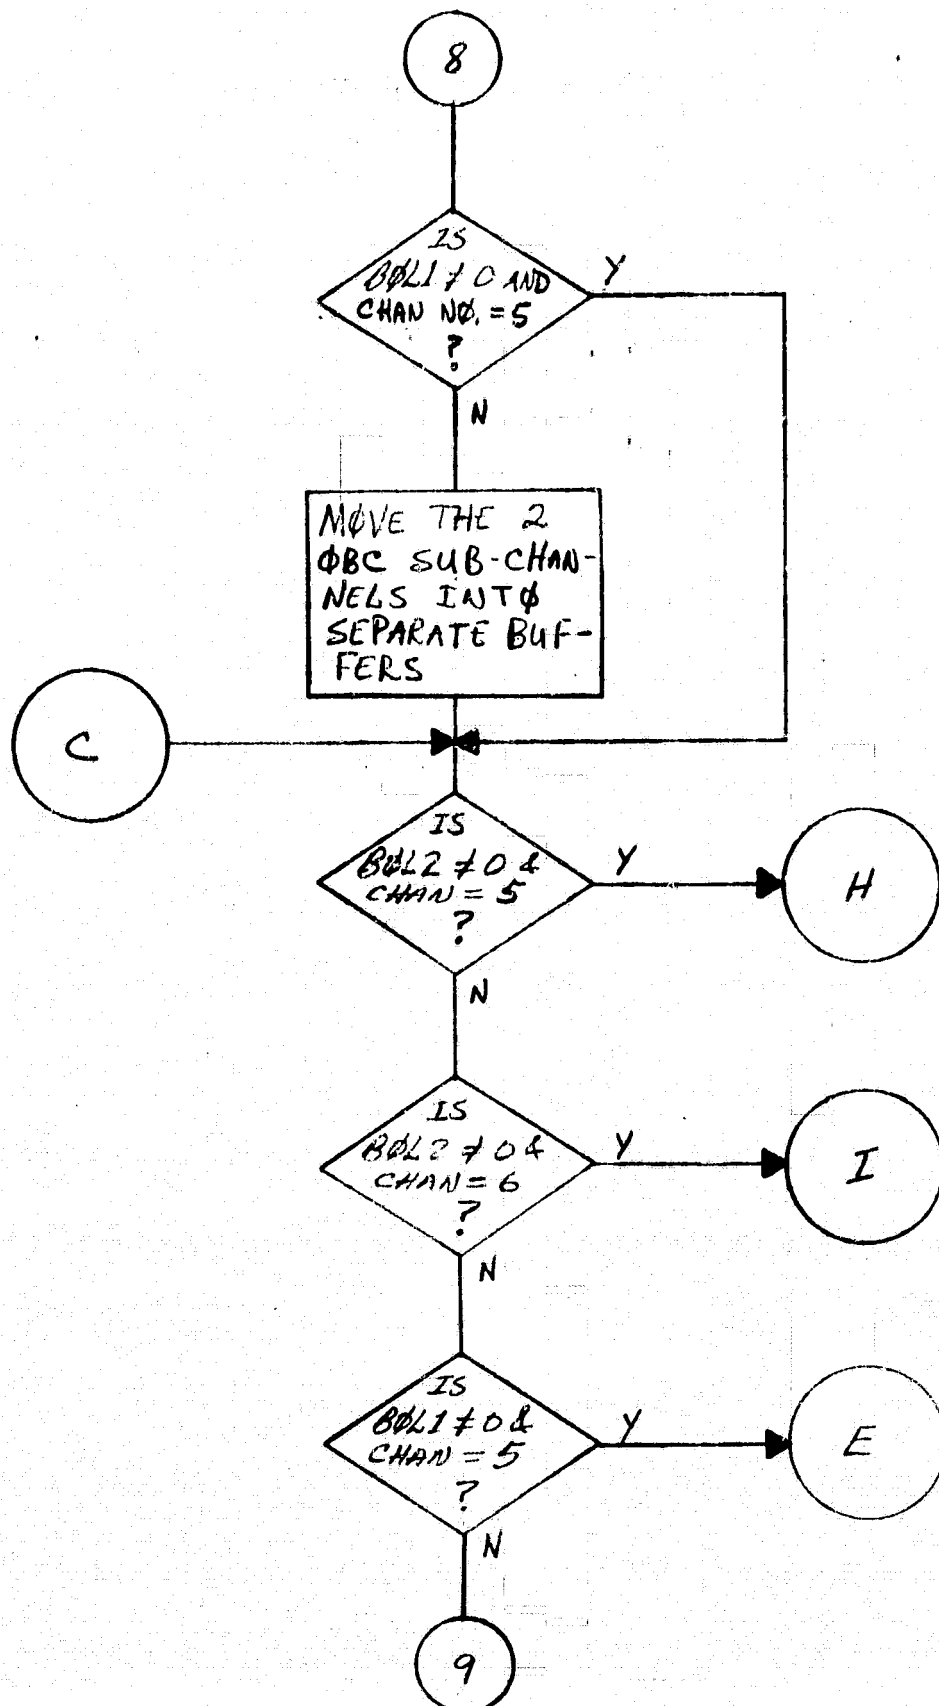 8
IS
BØL1 ≠ 0 AND
CHAN NØ. = 5
?
Y
N
MØVE THE 2
ØBC SUB-CHAN-
NELS INTØ
SEPARATE BUF-
FERS
C
IS
BØL2 ≠ 0 &
CHAN = 5
?
Y
H
N
IS
BØL2 ≠ 0 &
CHAN = 6
?
Y
I
N
IS
BØL1 ≠ 0 &
CHAN = 5
?
Y
E
N
9